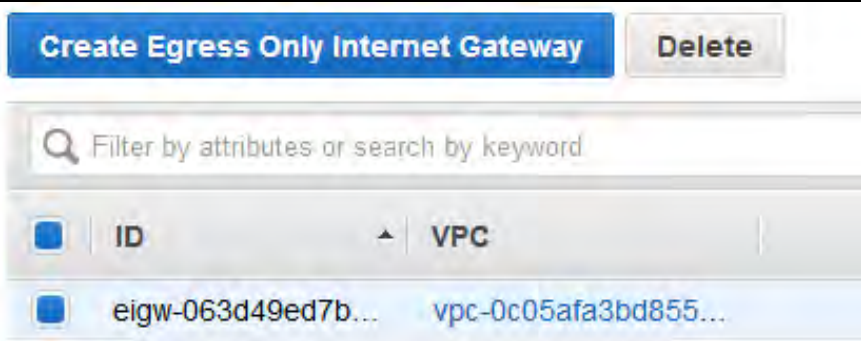 Create Egress Only Internet Gateway Delete
Filter by attributes or search by keyword
ID VPC
eigw-063d49ed7b... vpc-0c05afa3bd855...